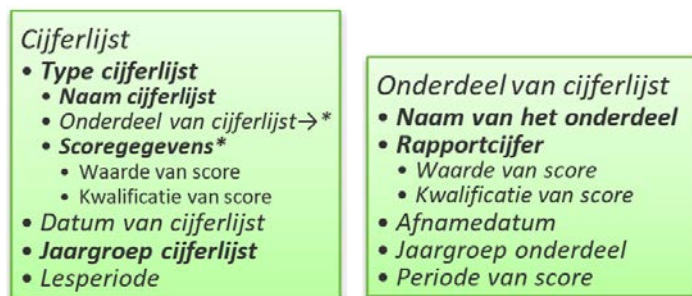 Cijferlijst
• Type cijferlijst
• Naam cijferlijst
• Onderdeel van cijferlijst→*
• Scoregegevens*
• Waarde van score
• Kwalificatie van score
• Datum van cijferlijst
• Jaargroep cijferlijst
• Lesperiode
Onderdeel van cijferlijst
• Naam van het onderdeel
• Rapportcijfer
• Waarde van score
• Kwalificatie van score
• Afnamedatum
• Jaargroep onderdeel
• Periode van score